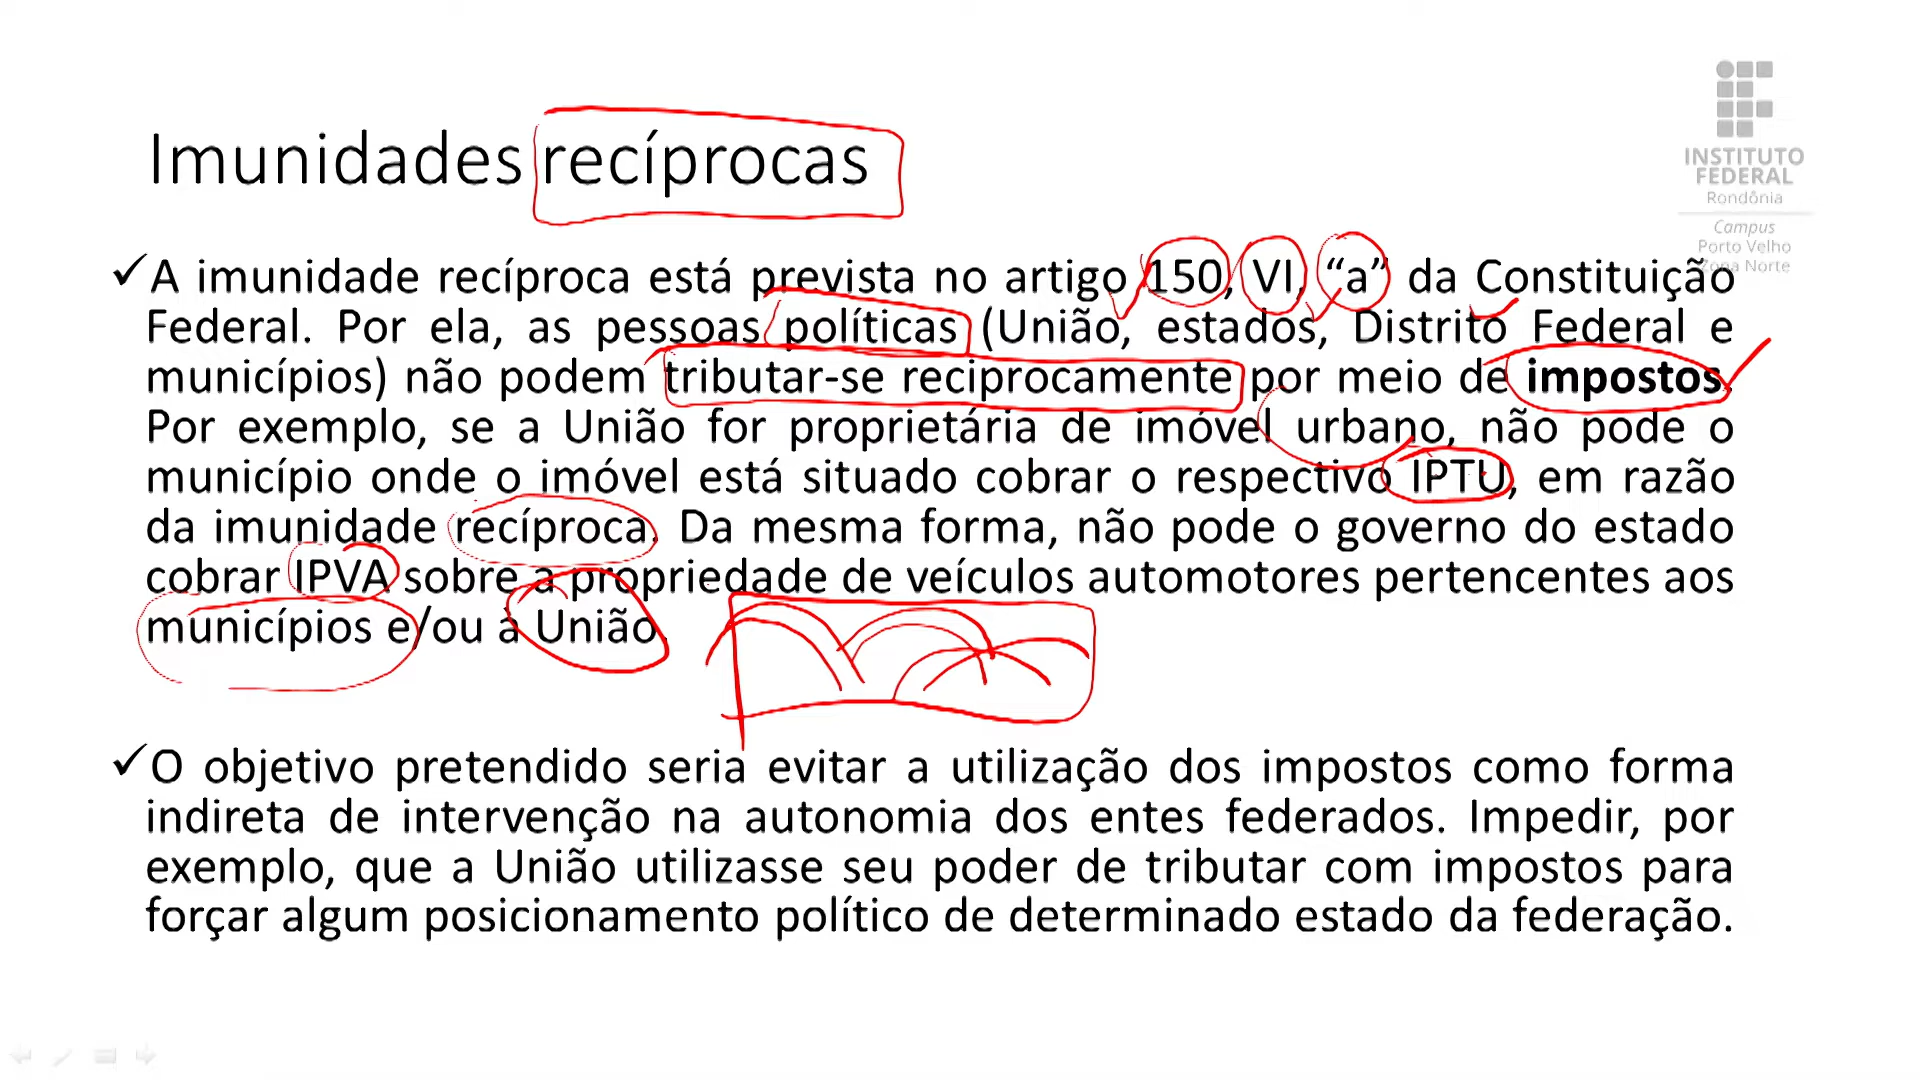 Imunidades recíprocas
INSTITUTO
FEDERAL
Rondônia
Campus
Porto Velho
Zona Norte
✓A imunidade recíproca está prevista no artigo 150, VI, “a” da Constituição
Federal. Por ela, as pessoas políticas (União, estados, Distrito Federal e
municípios) não podem tributar-se reciprocamente por meio de impostos.
Por exemplo, se a União for proprietária de imóvel urbano, não pode o
município onde o imóvel está situado cobrar o respectivo IPTU, em razão
da imunidade recíproca. Da mesma forma, não pode o governo do estado
cobrar IPVA sobre a propriedade de veículos automotores pertencentes aos
municípios e/ou à União.
✓O objetivo pretendido seria evitar a utilização dos impostos como forma
indireta de intervenção na autonomia dos entes federados. Impedir, por
exemplo, que a União utilizasse seu poder de tributar com impostos para
forçar algum posicionamento político de determinado estado da federação.